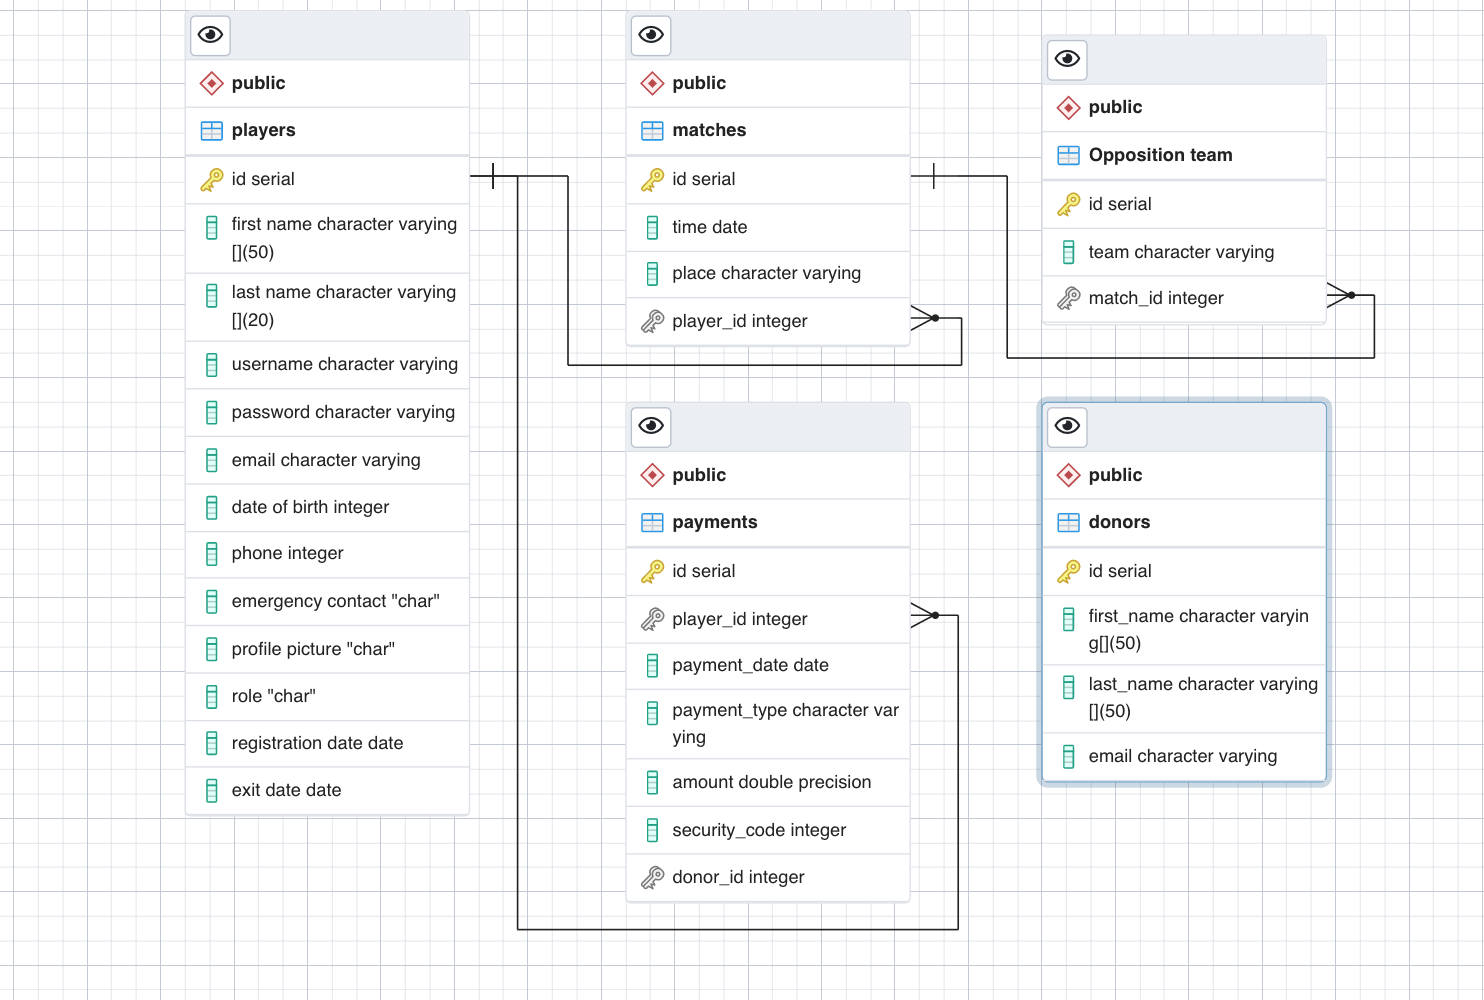 public
players
id serial
first name character varying
[](50)
last name character varying
[](20)
username character varying
password character varying
email character varying
date of birth integer
phone integer
emergency contact "char"
profile picture "char"
role "char"
registration date date
exit date date
public
matches
id serial
time date
place character varying
player_id integer
public
Opposition team
id serial
team character varying
match_id integer
public
payments
id serial
player_id integer
payment_date date
payment_type character var
ying
amount double precision
security_code integer
donor_id integer
public
donors
id serial
first_name character varyin
g[](50)
last_name character varying
[](50)
email character varying